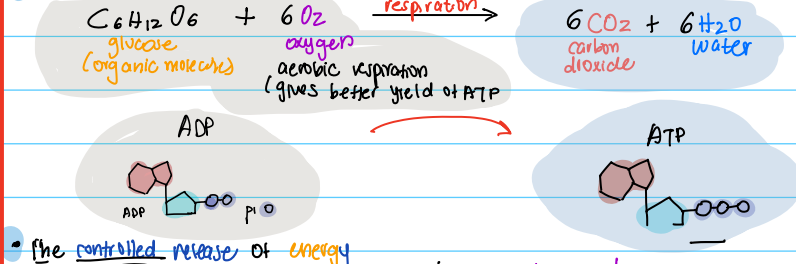 respiration
C6H12O6 + 6O2 → 6CO2 + 6H2O
glucose oxygen carbon water
(organic molecules) dioxide
aerobic respiration
(gives better yield of ATP
ADP ATP
ADP Pi
• The controlled release of energy